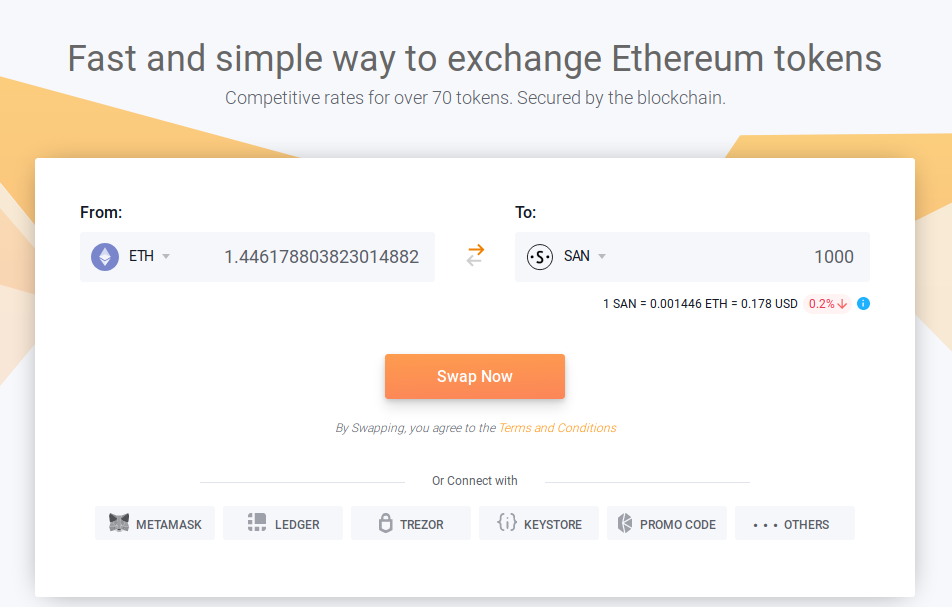 Fast and simple way to exchange Ethereum tokens
Competitive rates for over 70 tokens. Secured by the blockchain.
From:
To:
ETH 1.446178803823014882
SAN 1000
1 SAN = 0.001446 ETH = 0.178 USD 0.2%↓
Swap Now
By Swapping, you agree to the Terms and Conditions
Or Connect with
METAMASK LEDGER TREZOR KEYSTORE PROMO CODE ••• OTHERS